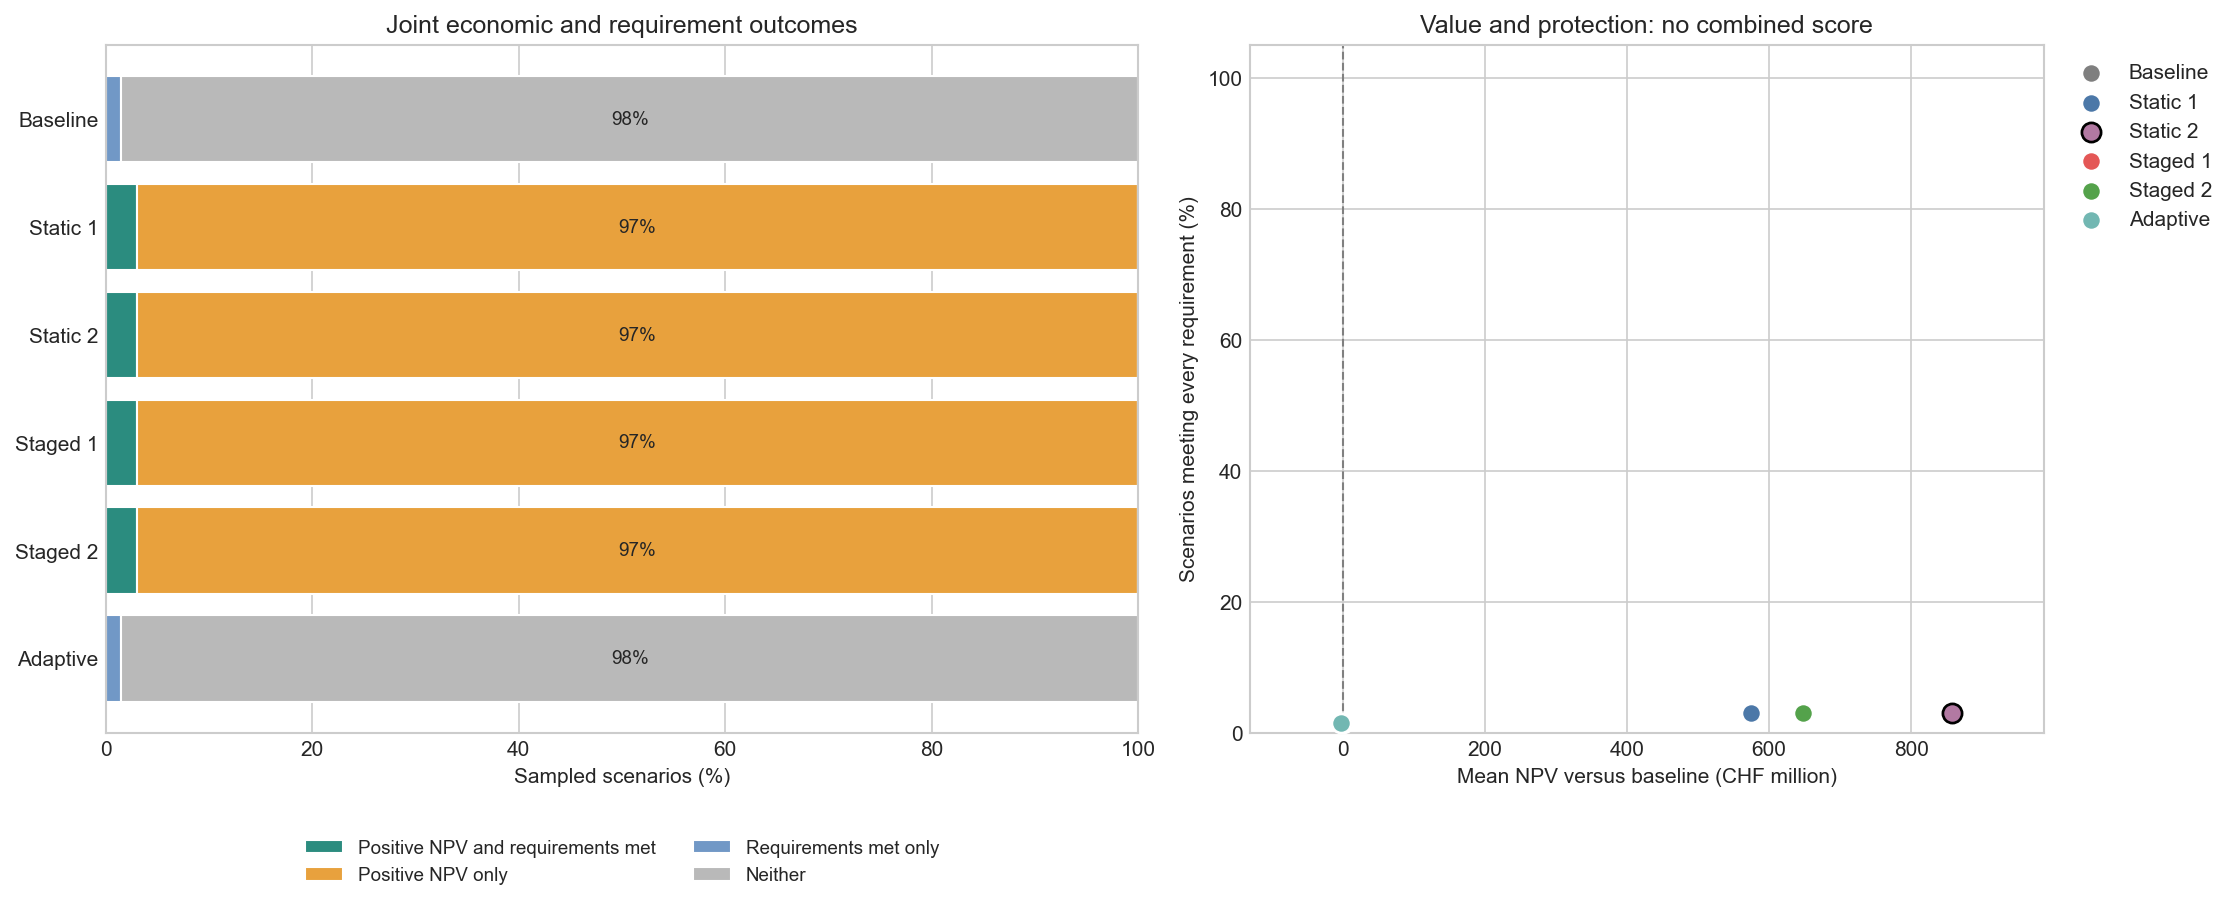 Joint economic and requirement outcomes
Baseline
98%
Static 1
97%
Static 2
97%
Staged 1
97%
Staged 2
97%
Adaptive
98%
0 20 40 60 80 100
Sampled scenarios (%)
Positive NPV and requirements met
Positive NPV only
Requirements met only
Neither
Value and protection: no combined score
Scenarios meeting every requirement (%)
100
80
60
40
20
0
0 200 400 600 800
Mean NPV versus baseline (CHF million)
Baseline
Static 1
Static 2
Staged 1
Staged 2
Adaptive